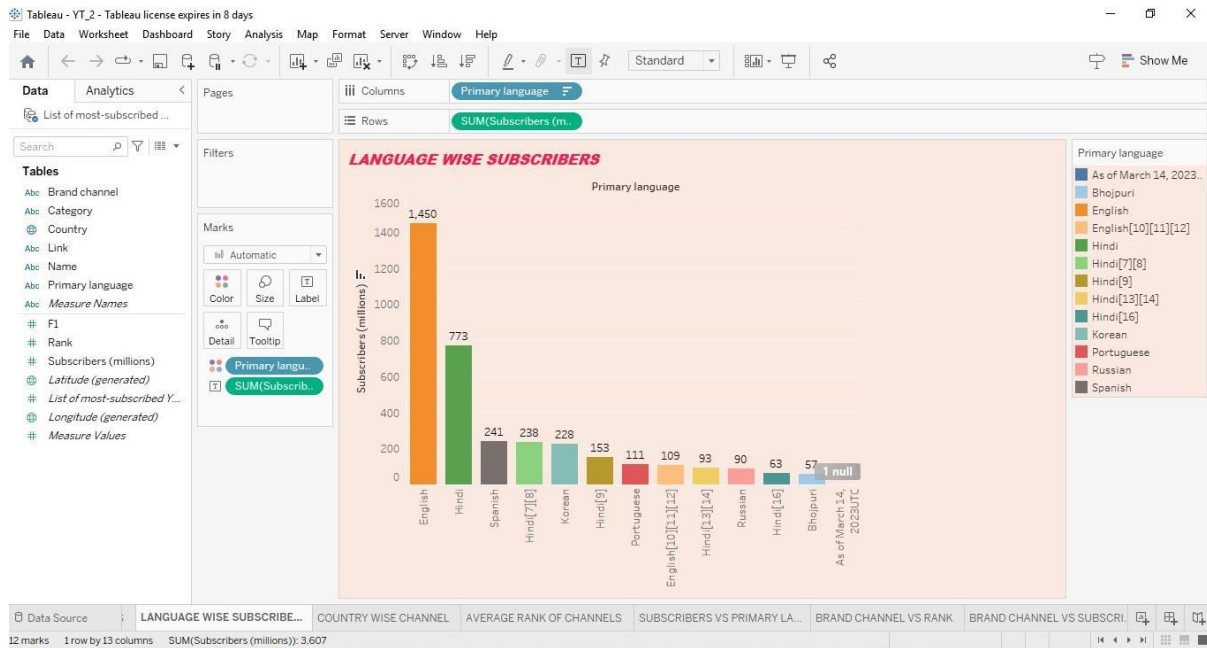 Tableau - YT_2 - Tableau license expires in 8 days
File Data Worksheet Dashboard Story Analysis Map Format Server Window Help
Standard
Show Me
Data Analytics
List of most-subscribed ...
Search
Tables
Abc Brand channel
Abc Category
Country
Abc Link
Abc Name
Abc Primary language
Abc Measure Names
# F1
# Rank
# Subscribers (millions)
Latitude (generated)
# List of most-subscribed Y...
Longitude (generated)
# Measure Values
Pages
Filters
Marks
Automatic
Color Size Label
Detail Tooltip
Primary langu..
SUM(Subscrib..
Columns Primary language
Rows SUM(Subscribers (m..
LANGUAGE WISE SUBSCRIBERS
Primary language
Subscribers (millions)
1600
1400
1200
1000
800
600
400
200
0
1,450
773
241
238
228
153
111
109
93
90
63
57
1 null
English
Hindi
Spanish
Hindi[7][8]
Korean
Hindi[9]
Portuguese
English[10][11][12]
Hindi[13][14]
Russian
Hindi[16]
Bhojpuri
As of March 14,
2023UTC
Primary language
As of March 14, 2023..
Bhojpuri
English
English[10][11][12]
Hindi
Hindi[7][8]
Hindi[9]
Hindi[13][14]
Hindi[16]
Korean
Portuguese
Russian
Spanish
Data Source LANGUAGE WISE SUBSCRIBE... COUNTRY WISE CHANNEL AVERAGE RANK OF CHANNELS SUBSCRIBERS VS PRIMARY LA... BRAND CHANNEL VS RANK BRAND CHANNEL VS SUBSCRI.
12 marks 1 row by 13 columns SUM(Subscribers (millions)): 3,607